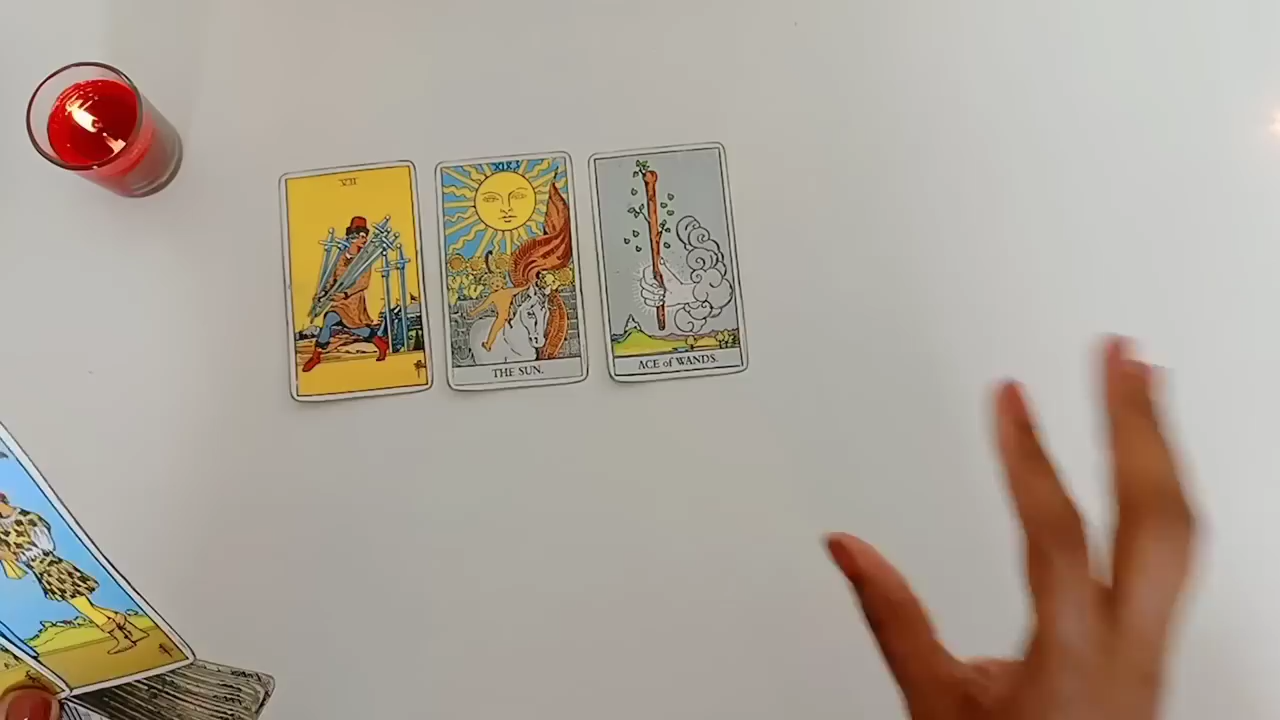 VII
XIX
THE SUN.
ACE of WANDS.